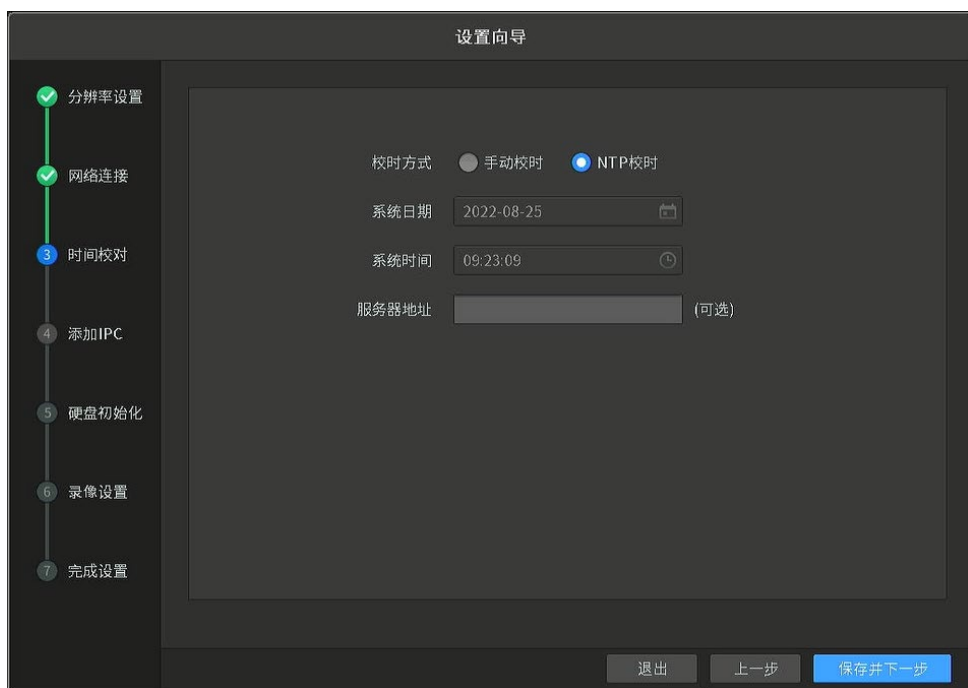 设置向导
分辨率设置
网络连接
3 时间校对
4 添加IPC
5 硬盘初始化
6 录像设置
7 完成设置
校时方式 手动校时 NTP校时
系统日期 2022-08-25
系统时间 09:23:09
服务器地址 (可选)
退出 上一步 保存并下一步